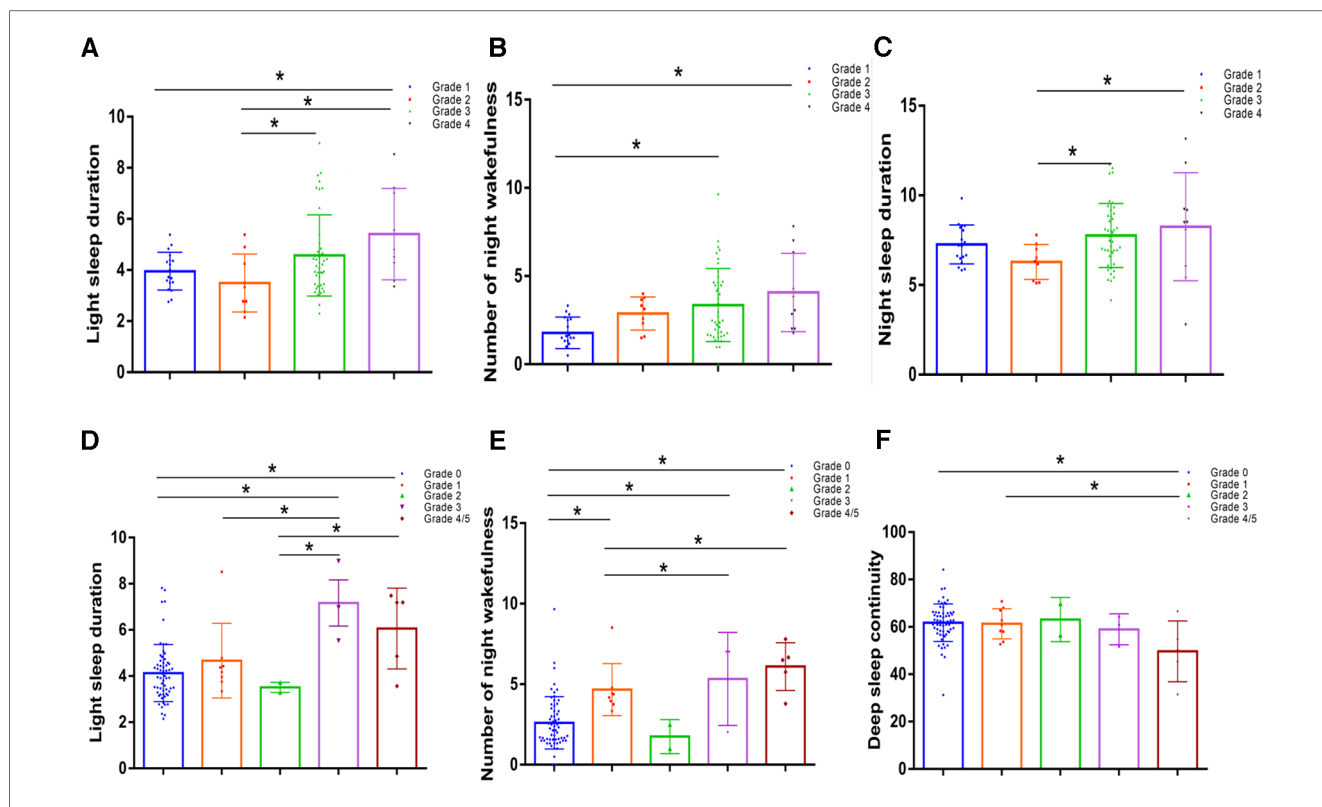 A
Light sleep duration
10
8
6
4
2
0
*
*
*
Grade 1
Grade 2
Grade 3
Grade 4
B
Number of night wakefulness
15
10
5
0
*
*
Grade 1
Grade 2
Grade 3
Grade 4
C
Night sleep duration
15
10
5
0
*
*
Grade 1
Grade 2
Grade 3
Grade 4
D
Light sleep duration
10
8
6
4
2
0
*
*
*
*
*
Grade 0
Grade 1
Grade 2
Grade 3
Grade 4/5
E
Number of night wakefulness
15
10
5
0
*
*
*
*
*
Grade 0
Grade 1
Grade 2
Grade 3
Grade 4/5
F
Deep sleep continuity
100
80
60
40
20
0
*
*
Grade 0
Grade 1
Grade 2
Grade 3
Grade 4/5